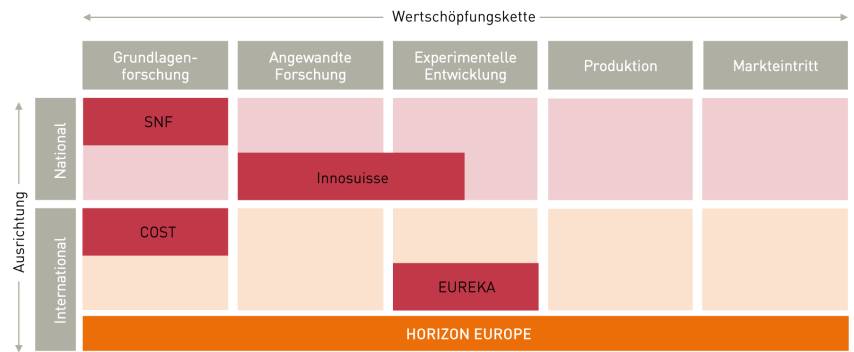 Wertschöpfungskette
Grundlagen-
forschung
Angewandte
Forschung
Experimentelle
Entwicklung
Produktion
Markteintritt
Ausrichtung
National
SNF
Innosuisse
International
COST
EUREKA
HORIZON EUROPE